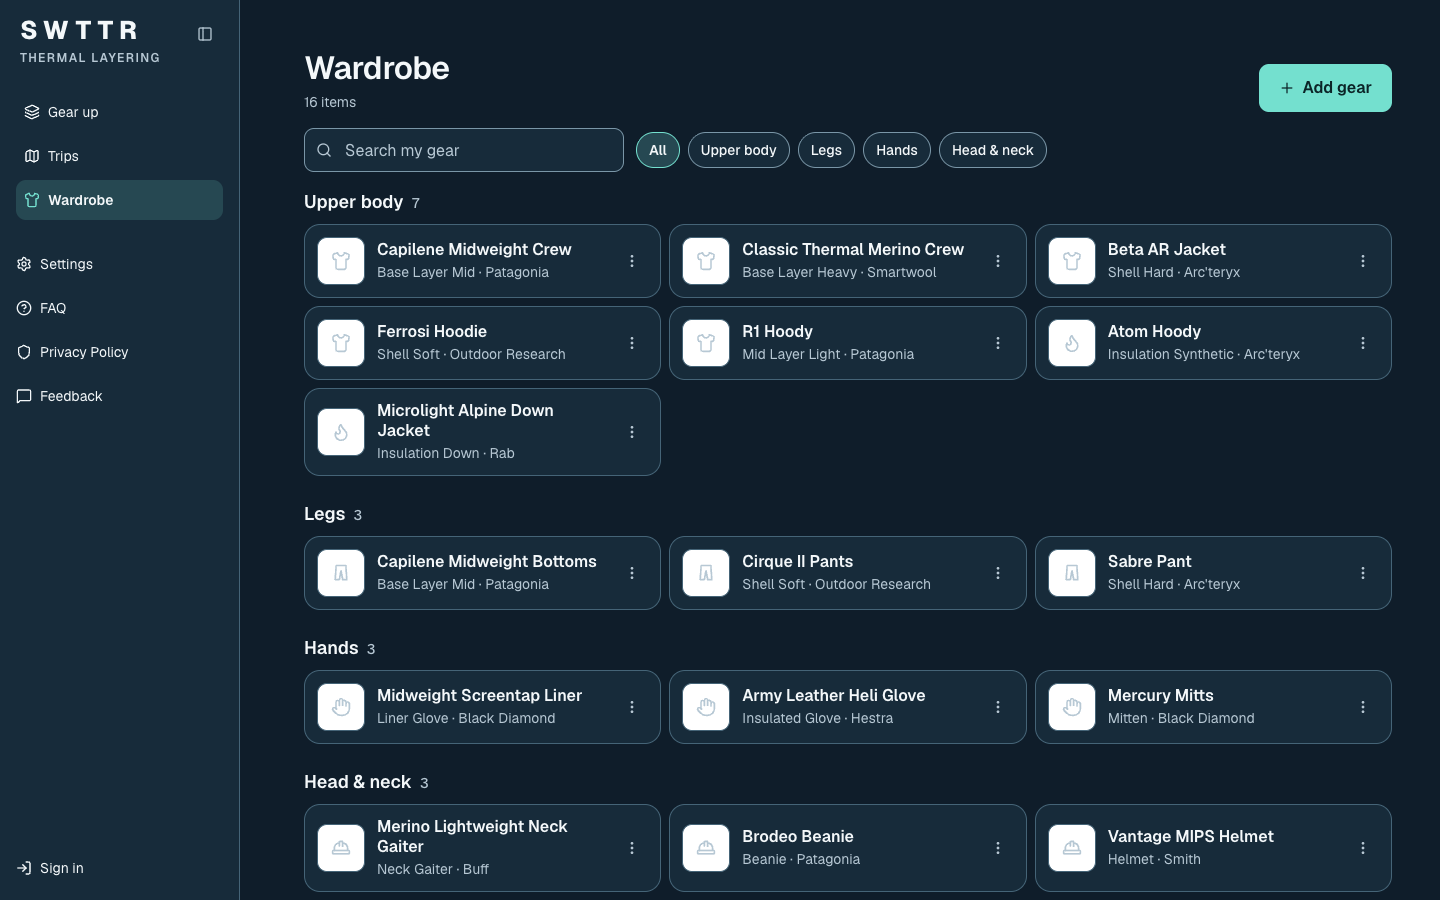 SWTTR
THERMAL LAYERING
Gear up
Trips
Wardrobe
Settings
FAQ
Privacy Policy
Feedback
Sign in
Wardrobe
16 items
Add gear
Search my gear
All
Upper body
Legs
Hands
Head & neck
Upper body 7
Capilene Midweight Crew
Base Layer Mid · Patagonia
Classic Thermal Merino Crew
Base Layer Heavy · Smartwool
Beta AR Jacket
Shell Hard · Arc'teryx
Ferrosi Hoodie
Shell Soft · Outdoor Research
R1 Hoody
Mid Layer Light · Patagonia
Atom Hoody
Insulation Synthetic · Arc'teryx
Microlight Alpine Down
Jacket
Insulation Down · Rab
Legs 3
Capilene Midweight Bottoms
Base Layer Mid · Patagonia
Cirque II Pants
Shell Soft · Outdoor Research
Sabre Pant
Shell Hard · Arc'teryx
Hands 3
Midweight Screentap Liner
Liner Glove · Black Diamond
Army Leather Heli Glove
Insulated Glove · Hestra
Mercury Mitts
Mitten · Black Diamond
Head & neck 3
Merino Lightweight Neck
Gaiter
Neck Gaiter · Buff
Brodeo Beanie
Beanie · Patagonia
Vantage MIPS Helmet
Helmet · Smith